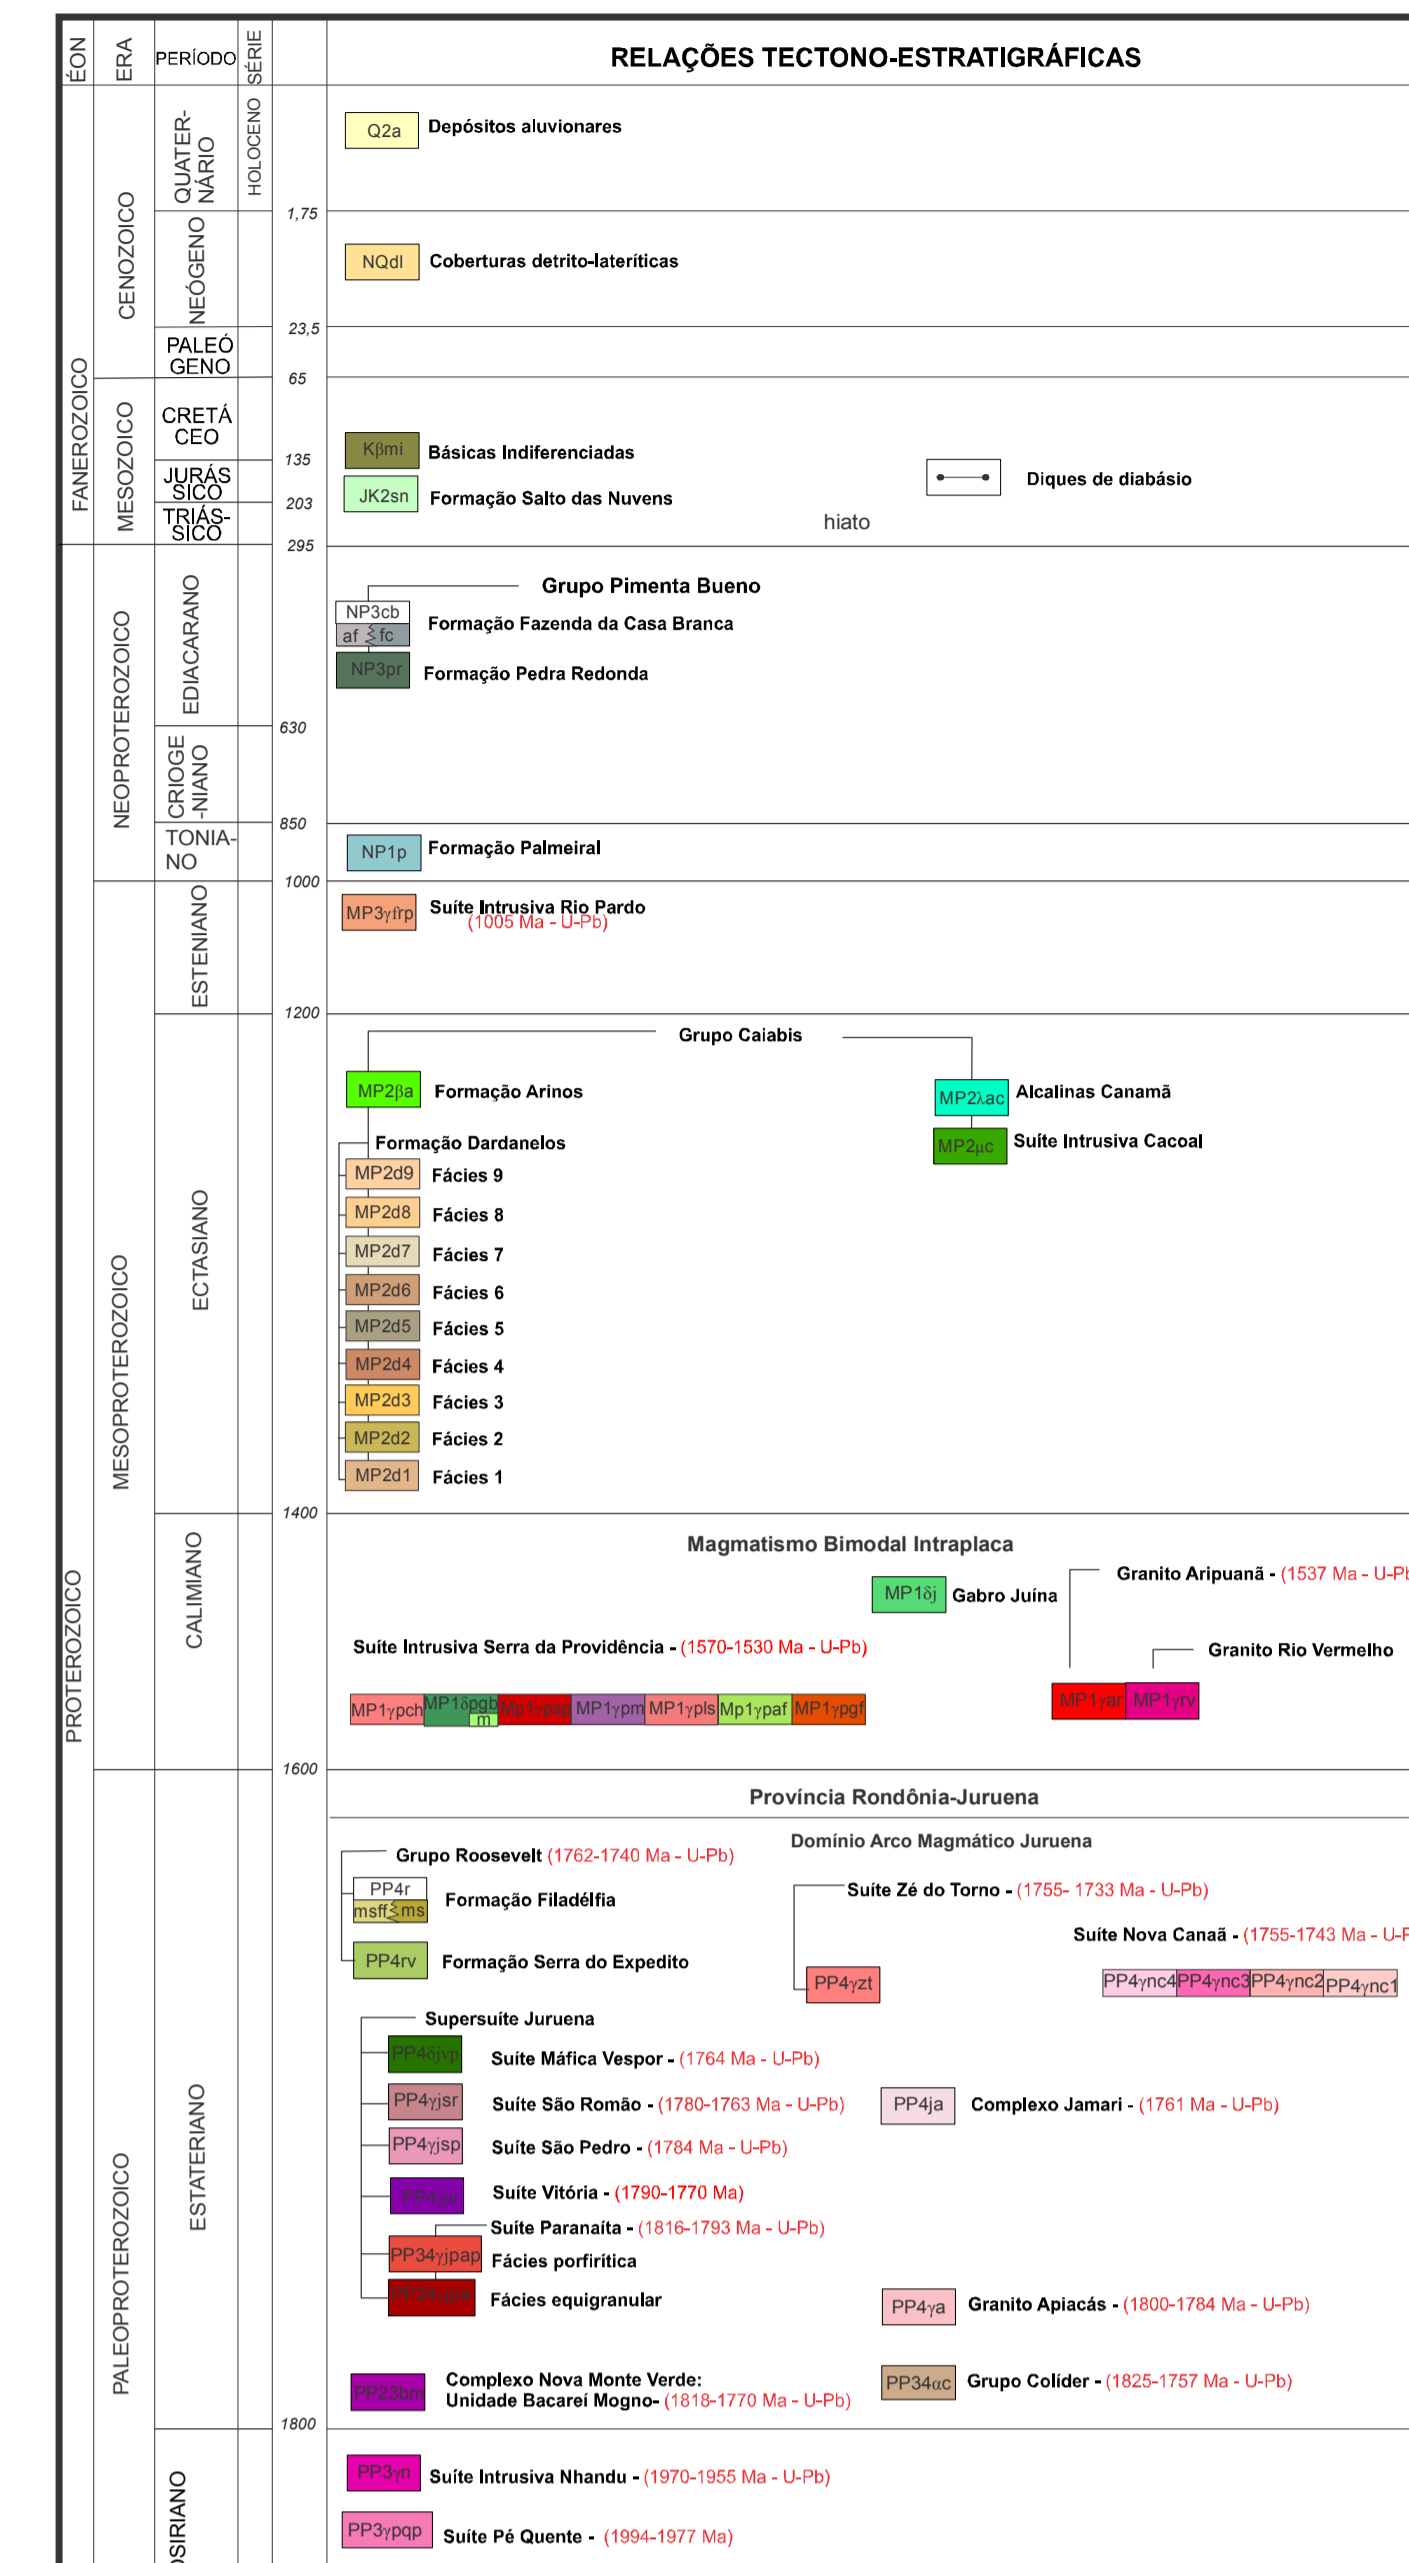 ÉON
ERA
PERÍODO
SÉRIE
RELAÇÕES TECTONO-ESTRATIGRÁFICAS
FANEROZOICO
CENOZOICO
QUATER-
NÁRIO
HOLOCENO
Q2a Depósitos aluvionares
1,75
NEÓGENO
NQdl Coberturas detrito-lateríticas
23,5
PALEÓ
GENO
65
MESOZOICO
CRETÁ
CEO
Kβmi Básicas Indiferenciadas
Diques de diabásio
135
JURÁS
SICO
JK2sn Formação Salto das Nuvens
203
TRIÁS-
SICO
hiato
295
PROTEROZOICO
NEOPROTEROZOICO
EDIACARANO
Grupo Pimenta Bueno
NP3cb
af fc
Formação Fazenda da Casa Branca
NP3pr Formação Pedra Redonda
630
CRIOGE
-NIANO
850
TONIA-
NO
NP1p Formação Palmeiral
1000
MESOPROTEROZOICO
ESTENIANO
MP3γfrp Suíte Intrusiva Rio Pardo
(1005 Ma - U-Pb)
1200
ECTASIANO
Grupo Caiabis
MP2βa Formação Arinos
MP2λac Alcalinas Canamã
Formação Dardanelos
MP2μc Suíte Intrusiva Cacoal
MP2d9 Fácies 9
MP2d8 Fácies 8
MP2d7 Fácies 7
MP2d6 Fácies 6
MP2d5 Fácies 5
MP2d4 Fácies 4
MP2d3 Fácies 3
MP2d2 Fácies 2
MP2d1 Fácies 1
1400
CALIMIANO
Magmatismo Bimodal Intraplaca
Granito Aripuanã - (1537 Ma - U-Pb
MP1δj Gabro Juína
Suíte Intrusiva Serra da Providência - (1570-1530 Ma - U-Pb)
Granito Rio Vermelho
MP1γpch MP1δpgb m Mp1γpsp MP1γpm MP1γpls Mp1γpaf MP1γpgf
MP1γar MP1γrv
1600
PALEOPROTEROZOICO
ESTATERIANO
Província Rondônia-Juruena
Domínio Arco Magmático Juruena
Grupo Roosevelt (1762-1740 Ma - U-Pb)
PP4r
msff ms
Formação Filadélfia
Suíte Zé do Torno - (1755- 1733 Ma - U-Pb)
Suíte Nova Canaã - (1755-1743 Ma - U-P
PP4rv Formação Serra do Expedito
PP4γzt
PP4γnc4 PP4γnc3 PP4γnc2 PP4γnc1
Supersuíte Juruena
PP4δjvp Suíte Máfica Vespor - (1764 Ma - U-Pb)
PP4γjsr Suíte São Romão - (1780-1763 Ma - U-Pb)
PP4ja Complexo Jamari - (1761 Ma - U-Pb)
PP4γjsp Suíte São Pedro - (1784 Ma - U-Pb)
PP4γjv Suíte Vitória - (1790-1770 Ma)
Suíte Paranaíta - (1816-1793 Ma - U-Pb)
PP34γjpap Fácies porfirítica
PP34γjpa Fácies equigranular
PP4γa Granito Apiacás - (1800-1784 Ma - U-Pb)
PP23bm Complexo Nova Monte Verde:
Unidade Bacareí Mogno- (1818-1770 Ma - U-Pb)
PP34αc Grupo Colíder - (1825-1757 Ma - U-Pb)
1800
OSIRIANO
PP3γn Suíte Intrusiva Nhandu - (1970-1955 Ma - U-Pb)
PP3γpqp Suíte Pé Quente - (1994-1977 Ma)